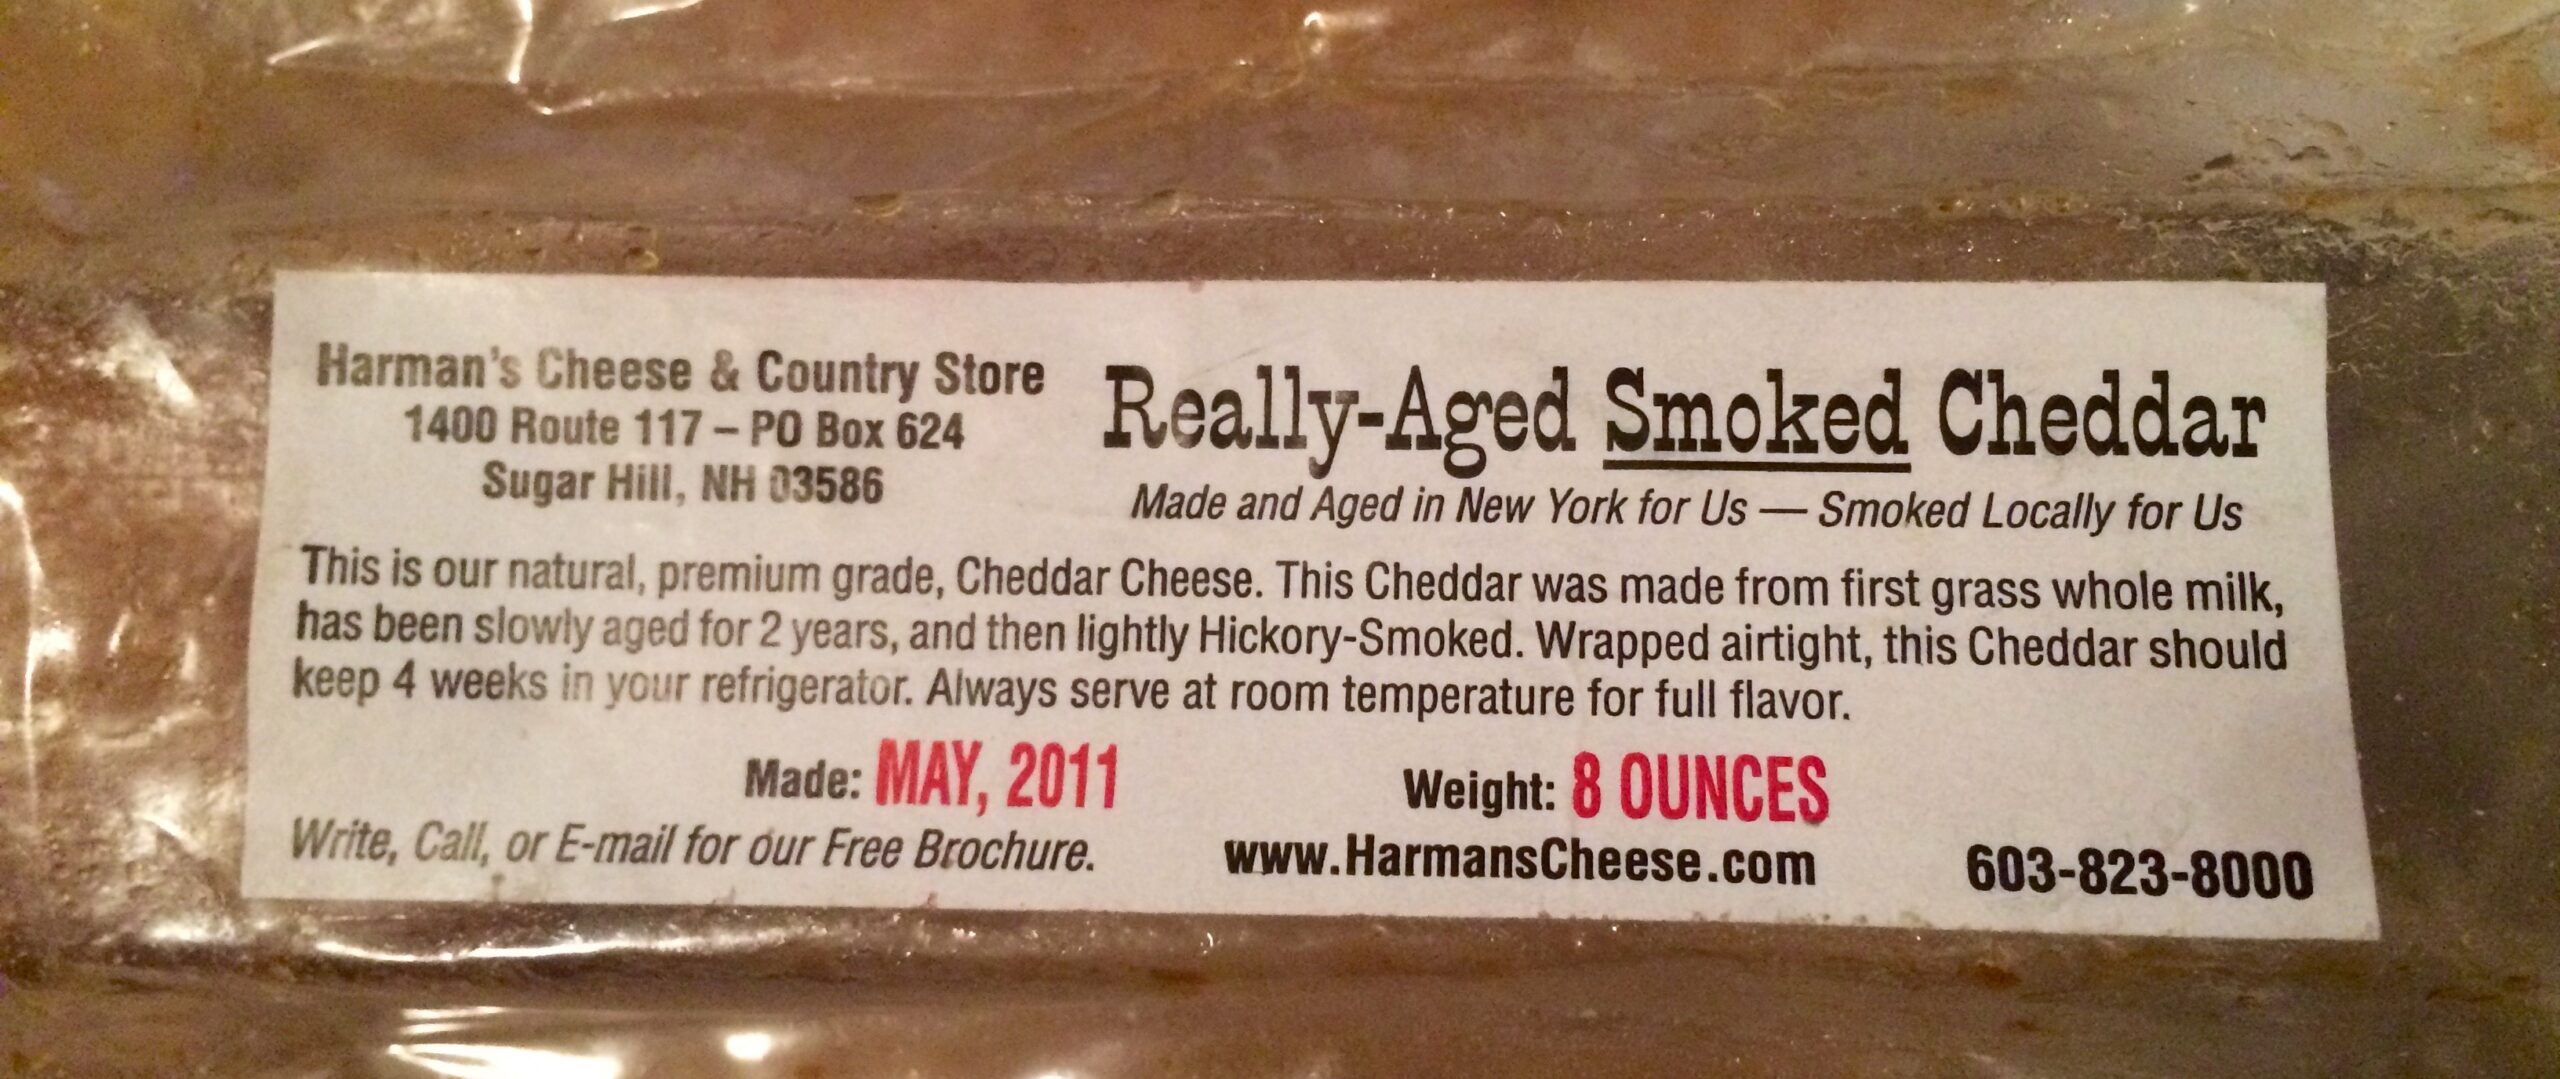 Harman's Cheese & Country Store
1400 Route 117 – PO Box 624
Sugar Hill, NH 03586
Really-Aged Smoked Cheddar
Made and Aged in New York for Us — Smoked Locally for Us
This is our natural, premium grade, Cheddar Cheese. This Cheddar was made from first grass whole milk,
has been slowly aged for 2 years, and then lightly Hickory-Smoked. Wrapped airtight, this Cheddar should
keep 4 weeks in your refrigerator. Always serve at room temperature for full flavor.
Made: MAY, 2011 Weight: 8 OUNCES
Write, Call, or E-mail for our Free Brochure. www.HarmansCheese.com 603-823-8000